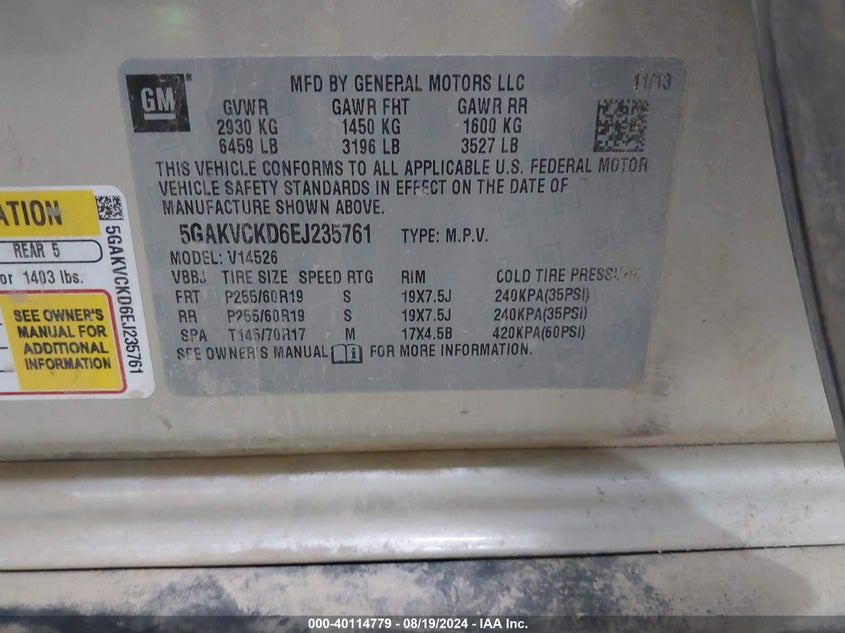 GM
MFD BY GENERAL MOTORS LLC 11/13
GVWR GAWR FHT GAWR RR
2930 KG 1450 KG 1600 KG
6459 LB 3196 LB 3527 LB
THIS VEHICLE CONFORMS TO ALL APPLICABLE U.S. FEDERAL MOTOR
VEHICLE SAFETY STANDARDS IN EFFECT ON THE DATE OF
MANUFACTURE SHOWN ABOVE.
5GAKVCKD6EJ235761 TYPE: M.P.V.
MODEL: V14526
VBBJ TIRE SIZE SPEED RTG RIM COLD TIRE PRESSURE
FRT P255/60R19 S 19X7.5J 240KPA(35PSI)
RR P255/60R19 S 19X7.5J 240KPA(35PSI)
SPA T145/70R17 M 17X4.5B 420KPA(60PSI)
SEE OWNER'S MANUAL i FOR MORE INFORMATION.
ATION
REAR 5
or 1403 lbs.
SEE OWNER'S
MANUAL FOR
ADDITIONAL
INFORMATION
5GAKVCKD6EJ235761
000-40114779 - 08/19/2024 - IAA Inc.